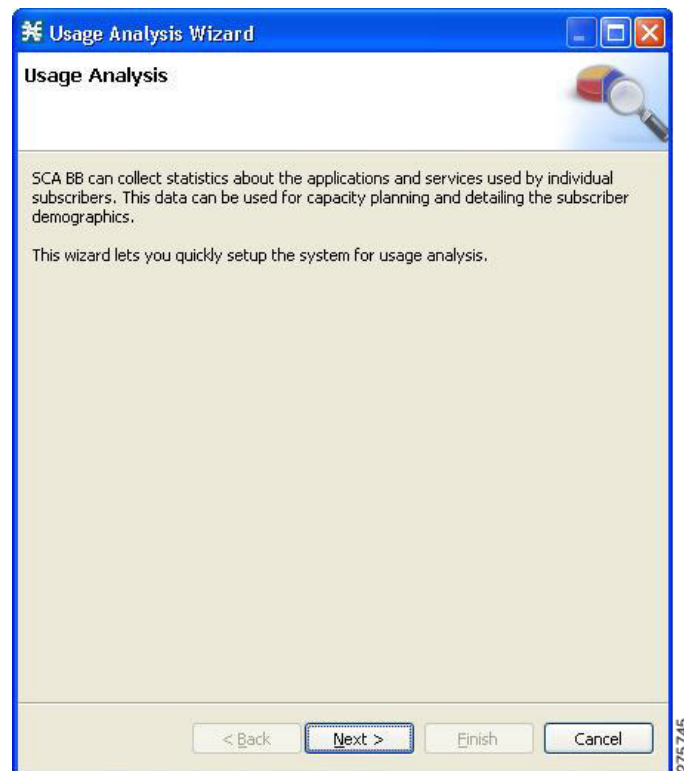 Usage Analysis Wizard
Usage Analysis
SCA BB can collect statistics about the applications and services used by individual
subscribers. This data can be used for capacity planning and detailing the subscriber
demographics.
This wizard lets you quickly setup the system for usage analysis.
< Back
Next >
Finish
Cancel
275745